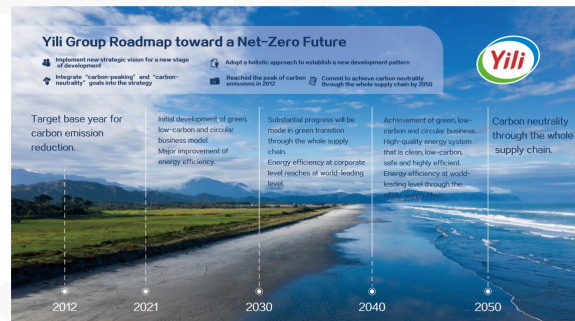 Yili Group Roadmap toward a Net-Zero Future
Yili
Implement new strategic vision for a new stage
of development
Adopt a holistic approach to establish a new development pattern
Integrate "carbon-peaking" and "carbon-
neutrality" goals into the strategy
Reached the peak of carbon
emissions in 2012
Commit to achieve carbon neutrality
through the whole supply chain by 2050
Target base year for
carbon emission
reduction.
Initial development of green,
low-carbon and circular
business model.
Major improvement of
energy efficiency.
Substantial progress will be
made in green transition
through the whole supply
chain.
Energy efficiency at corporate
level reaches at world-leading
level.
Achievement of green, low-
carbon and circular business.
High-quality energy system
that is clean, low-carbon,
safe and highly efficient.
Energy efficiency at world-
leading level through the
whole supply chain.
Carbon neutrality
through the whole
supply chain.
2012
2021
2030
2040
2050